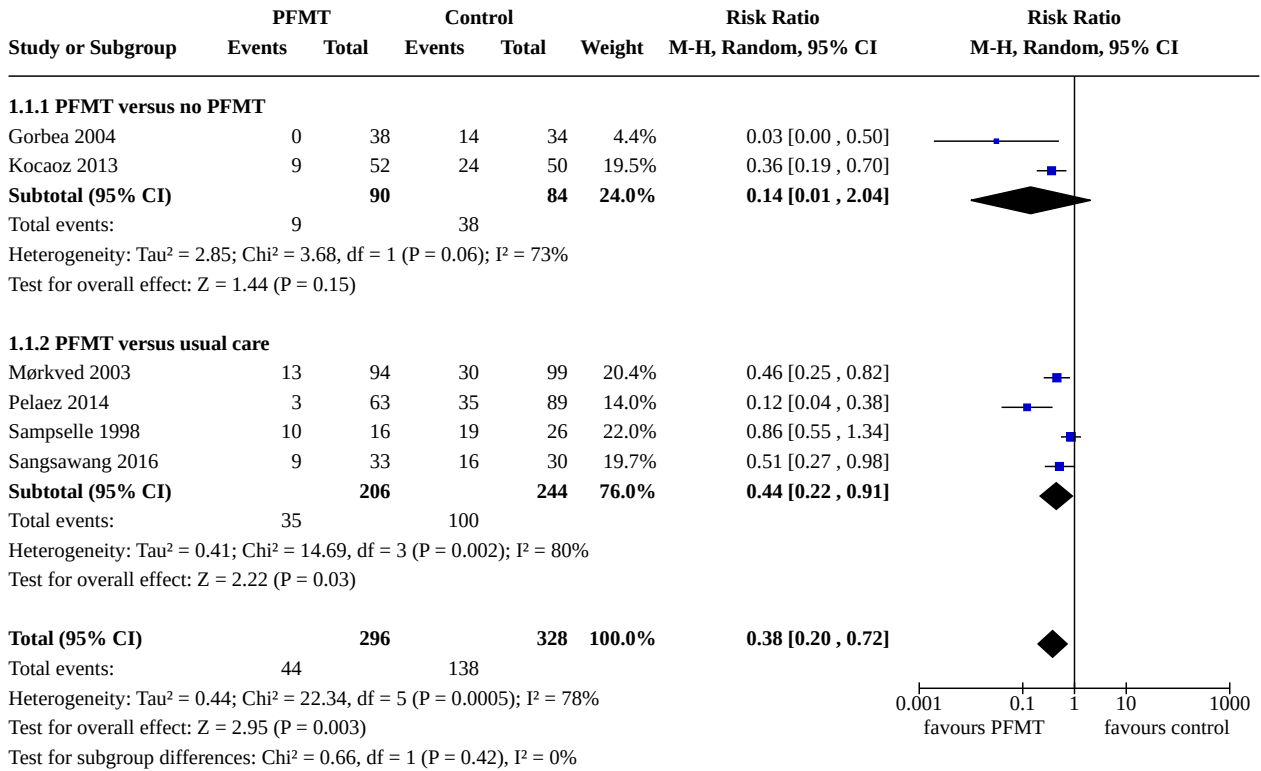 PFMT Control Risk Ratio Risk Ratio
Study or Subgroup Events Total Events Total Weight M-H, Random, 95% CI M-H, Random, 95% CI
1.1.1 PFMT versus no PFMT
Gorbea 2004 0 38 14 34 4.4% 0.03 [0.00 , 0.50]
Kocaoz 2013 9 52 24 50 19.5% 0.36 [0.19 , 0.70]
Subtotal (95% CI) 90 84 24.0% 0.14 [0.01 , 2.04]
Total events: 9 38
Heterogeneity: Tau² = 2.85; Chi² = 3.68, df = 1 (P = 0.06); I² = 73%
Test for overall effect: Z = 1.44 (P = 0.15)
1.1.2 PFMT versus usual care
Mørkved 2003 13 94 30 99 20.4% 0.46 [0.25 , 0.82]
Pelaez 2014 3 63 35 89 14.0% 0.12 [0.04 , 0.38]
Sampselle 1998 10 16 19 26 22.0% 0.86 [0.55 , 1.34]
Sangsawang 2016 9 33 16 30 19.7% 0.51 [0.27 , 0.98]
Subtotal (95% CI) 206 244 76.0% 0.44 [0.22 , 0.91]
Total events: 35 100
Heterogeneity: Tau² = 0.41; Chi² = 14.69, df = 3 (P = 0.002); I² = 80%
Test for overall effect: Z = 2.22 (P = 0.03)
Total (95% CI) 296 328 100.0% 0.38 [0.20 , 0.72]
Total events: 44 138
Heterogeneity: Tau² = 0.44; Chi² = 22.34, df = 5 (P = 0.0005); I² = 78%
Test for overall effect: Z = 2.95 (P = 0.003)
Test for subgroup differences: Chi² = 0.66, df = 1 (P = 0.42), I² = 0%
0.001 0.1 1 10 1000
favours PFMT favours control